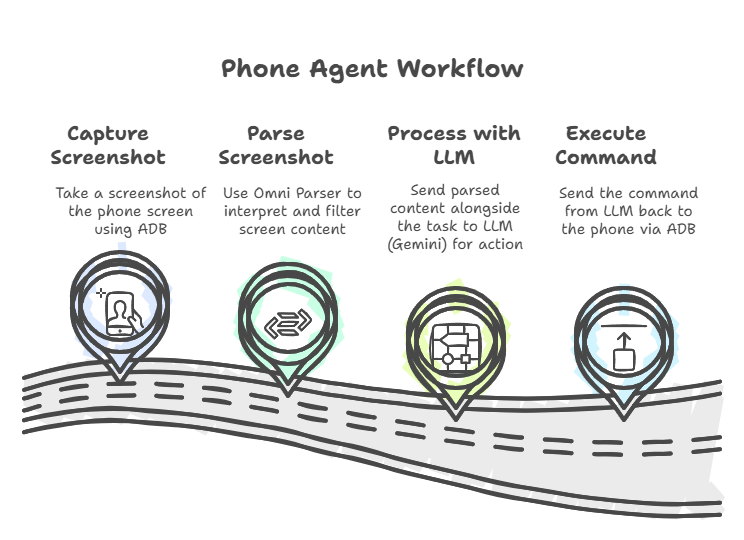 Phone Agent Workflow
Capture
Screenshot
Take a screenshot of
the phone screen
using ADB
Parse
Screenshot
Use Omni Parser to
interpret and filter
screen content
Process with
LLM
Send parsed
content alongside
the task to LLM
(Gemini) for action
Execute
Command
Send the command
from LLM back to
the phone via ADB